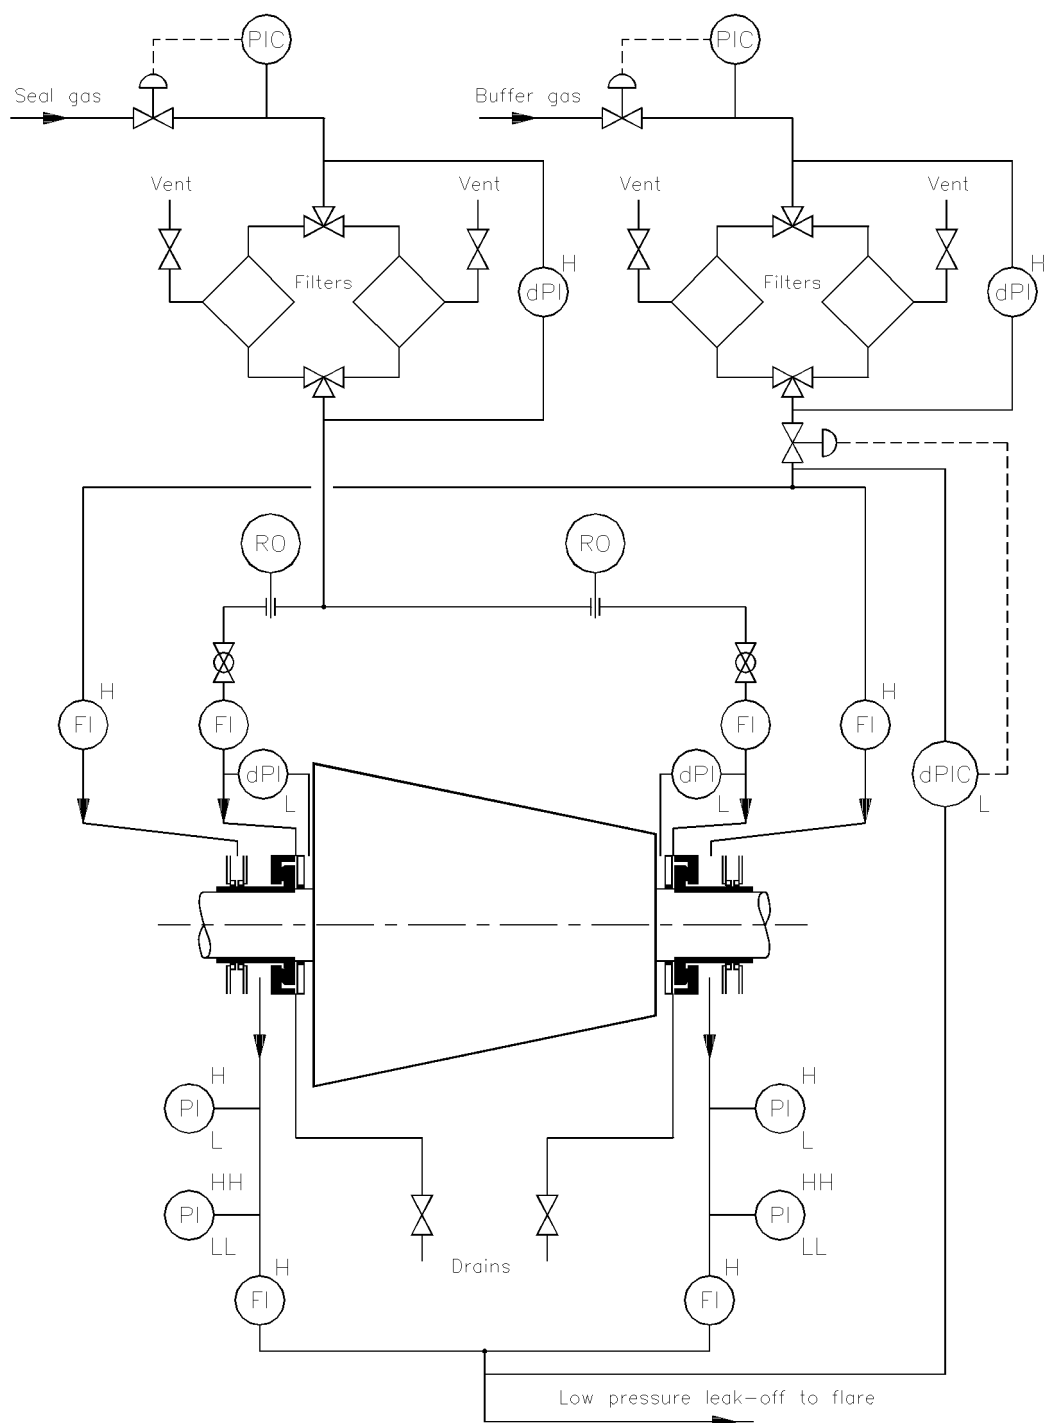 PIC
PIC
Seal gas
Buffer gas
Vent
Vent
Vent
Vent
H
H
Filters
dPI
Filters
dPI
RO
RO
H
H
FI
FI
FI
FI
dPI
dPI
dPIC
L
L
L
H
H
PI
PI
L
L
HH
HH
PI
PI
LL
LL
Drains
H
H
FI
FI
Low pressure leak-off to flare